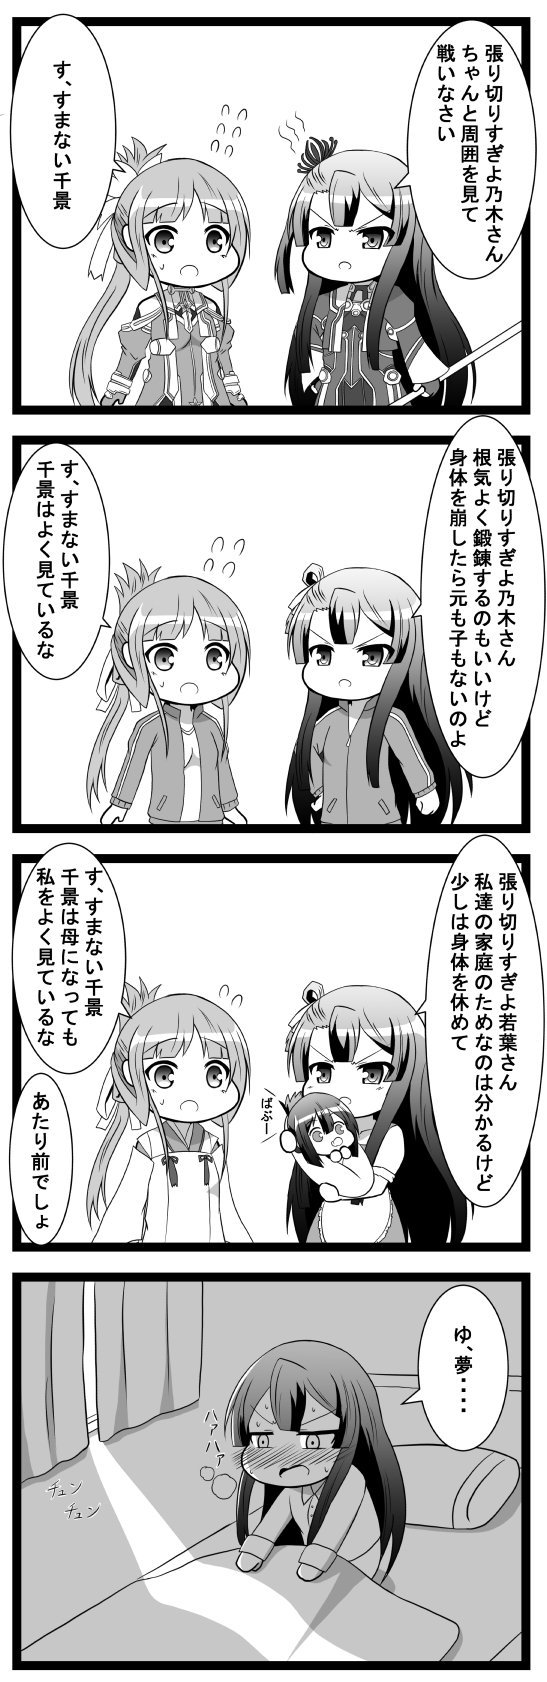 張り切りすぎよ乃木さん
ちゃんと周囲を見て
戦いなさい
す、すまない千景
張り切りすぎよ乃木さん
根気よく鍛錬するのもいいけど
身体を崩したら元も子もないのよ
す、すまない千景
千景はよく見ているな
張り切りすぎよ若葉さん
私達の家庭のためなのは分かるけど
少しは身体を休めて
ばぶー
す、すまない千景
千景は母になっても
私をよく見ているな
あたり前でしょ
ゆ、夢････
ハァハァ
チュン
チュン